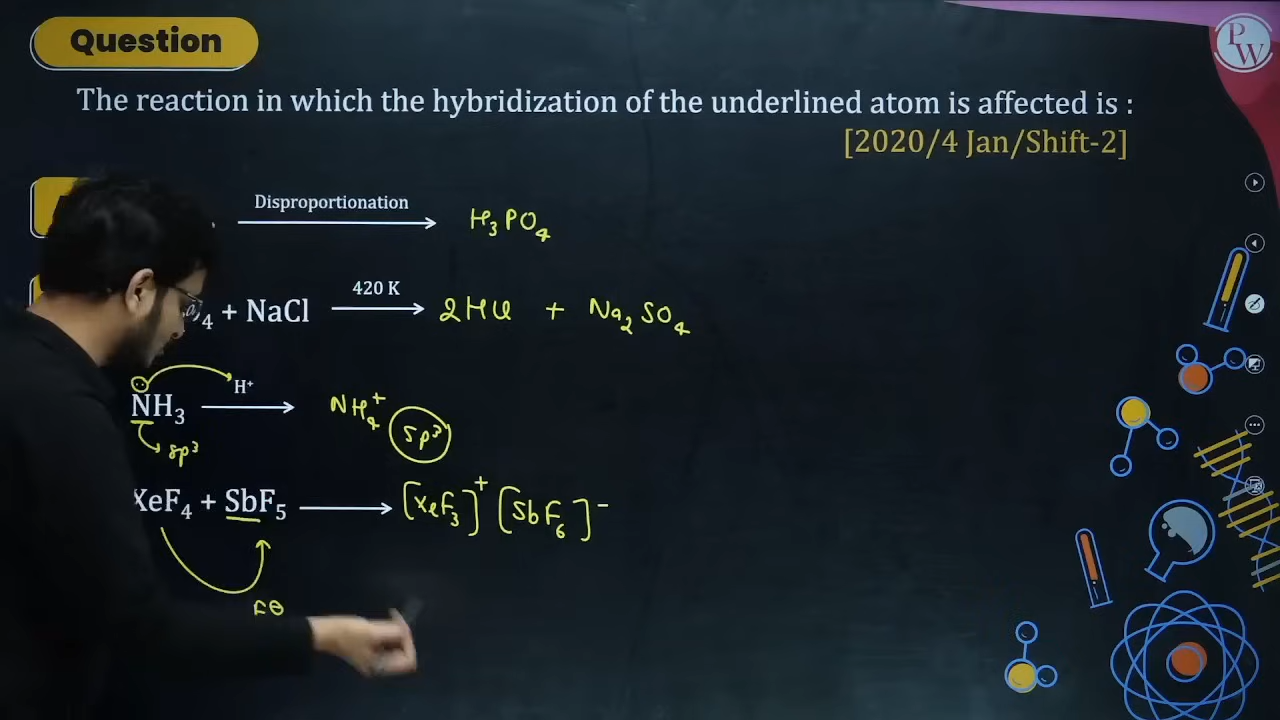 Question
PW
The reaction in which the hybridization of the underlined atom is affected is :
[2020/4 Jan/Shift-2]
Disproportionation
H₃PO₄
₄ + NaCl 420 K 2HCl + Na₂SO₄
NH₃ H⁺ NH₄⁺ sp³
sp³
XeF₄ + SbF₅ [XeF₃]⁺ [SbF₆]⁻
F⊖